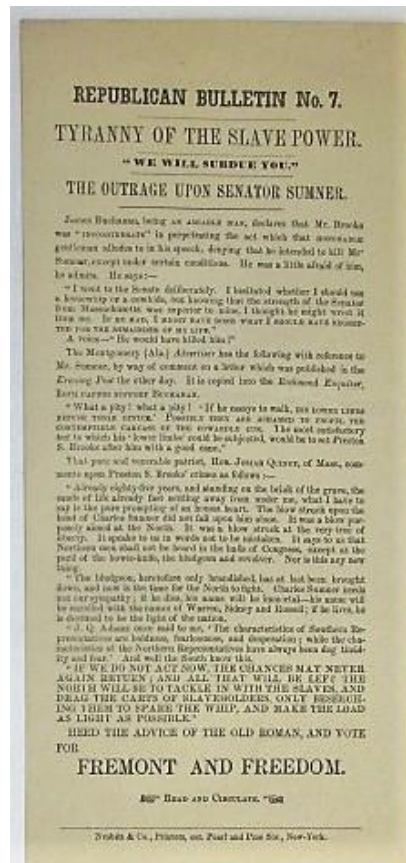 REPUBLICAN BULLETIN No. 7.
TYRANNY OF THE SLAVE POWER.
"WE WILL SUBDUE YOU."
THE OUTRAGE UPON SENATOR SUMNER.
James Buchanan, being AN AMIABLE MAN, declares that Mr. Brooks
was "INCONSIDERATE" in perpetrating the act which that HONORABLE
gentleman alludes to in his speech, denying that he intended to kill Mr
Sumner, except under certain conditions. He was a little afraid of him,
he admits. He says:—
"I went to the Senate deliberately. I hesitated whether I should use
a horsewhip or a cowhide, but knowing that the strength of the Senator
from Massachusetts was superior to mine, I thought he might wrest it
from me. IF HE HAD, I MIGHT HAVE DONE WHAT I SHOULD HAVE REGRET-
TED FOR THE REMAINDER OF MY LIFE."
A voice—"He would have killed him!"
The Montgomery [Ala.] Advertiser has the following with reference to
Mr. Sumner, by way of comment on a letter which was published in the
Evening Post the other day. It is copied into the Richmond Enquirer,
BOTH PAPERS SUPPORT BUCHANAN.
"What a pity! what a pity! 'If he essays to walk, HIS LOWER LIMBS
REFUSE THEIR OFFICE.' POSSIBLY THEY ARE ASHAMED TO PROPEL THE
CONTEMPTIBLE CARCASS OF THE COWARDLY CUR. The most satisfactory
test to which his 'lower limbs' could be subjected, would be to set Preston
S. Brooks after him with a good cane."
That pure and venerable patriot, HON. JOSIAH QUINCY, of MASS., com-
ments upon Preston S. Brooks' crimes as follows:—
"Already eighty-five years, and standing on the brink of the grave, the
sands of life already fast settling away from under me, what I have to
say is the pure prompting of an honest heart. The blow struck upon the
head of Charles Sumner did not fall upon him alone. It was a blow pur-
posely aimed at the North. It was a blow struck at the very tree of
liberty. It speaks to us in words not to be mistaken. It says to us that
Northern men shall not be heard in the halls of Congress, except at the
peril of the bowie-knife, the bludgeon and revolver. Nor is this any new
thing.
"The bludgeon, heretofore only brandished, has at last been brought
down, and now is the time for the North to fight. Charles Sumner needs
not our sympathy; if he dies, his name will be immortal—his name will
be enrolled with the names of Warren, Sidney and Russell; if he lives, he
is destined to be the light of the nation.
"J. Q. Adams once said to me, 'The characteristics of Southern Re-
presentatives are boldness, fearlessness, and desperation; while the cha-
racteristics of the Northern Representatives have always been timid-
ity and fear.' And well the South know this.
"IF WE DO NOT ACT NOW, THE CHANCES MAY NEVER
AGAIN RETURN; AND ALL THAT WILL BE LEFT THE
NORTH WILL BE TO TACKLE IN WITH THE SLAVES, AND
DRAG THE CARTS OF SLAVEHOLDERS, ONLY BESEECH-
ING THEM TO SPARE THE WHIP, AND MAKE THE LOAD
AS LIGHT AS POSSIBLE."
HEED THE ADVICE OF THE OLD ROMAN, AND VOTE
FOR
FREMONT AND FREEDOM.
READ AND CIRCULATE.
Nesbitt & Co., Printers, cor. Pearl and Pine Sts., New-York.